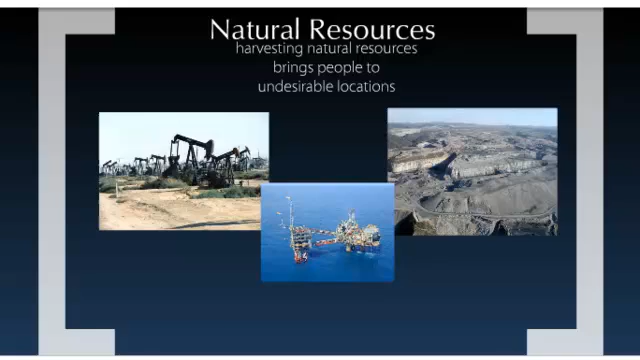 Natural Resources
harvesting natural resources
brings people to
undesirable locations